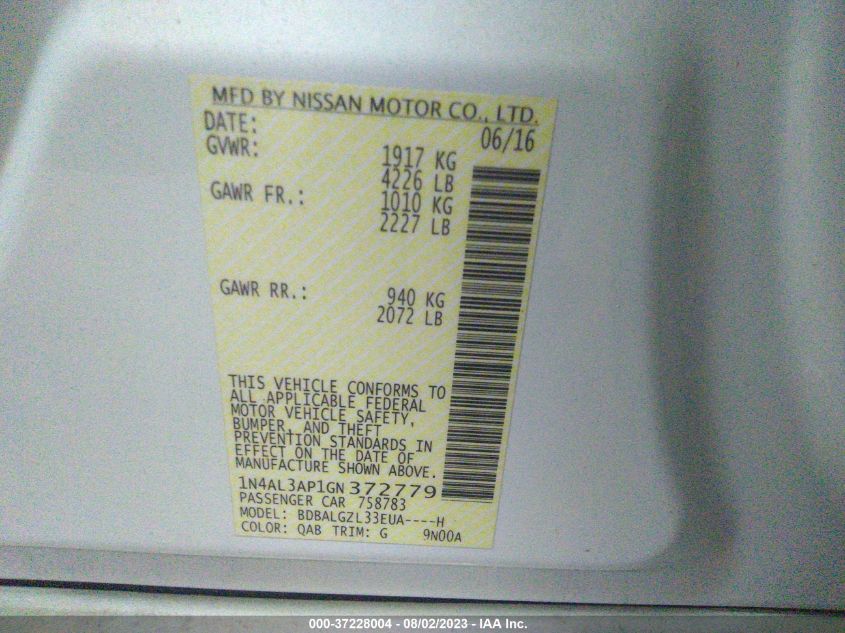 MFD BY NISSAN MOTOR CO., LTD.
DATE: 06/16
GVWR: 1917 KG
4226 LB
GAWR FR.: 1010 KG
2227 LB
GAWR RR.: 940 KG
2072 LB
THIS VEHICLE CONFORMS TO
ALL APPLICABLE FEDERAL
MOTOR VEHICLE SAFETY,
BUMPER, AND THEFT
PREVENTION STANDARDS IN
EFFECT ON THE DATE OF
MANUFACTURE SHOWN ABOVE.
1N4AL3AP1GN372779
PASSENGER CAR 758783
MODEL: BDBALGZL33EUA----H
COLOR: QAB TRIM: G 9N00A
000-37228004 - 08/02/2023 - IAA Inc.